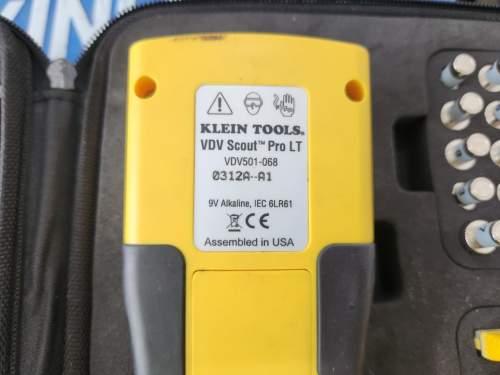 KLEIN TOOLS®
VDV Scout™ Pro LT
VDV501-068
0312A--A1
9V Alkaline, IEC 6LR61
CE
Assembled in USA